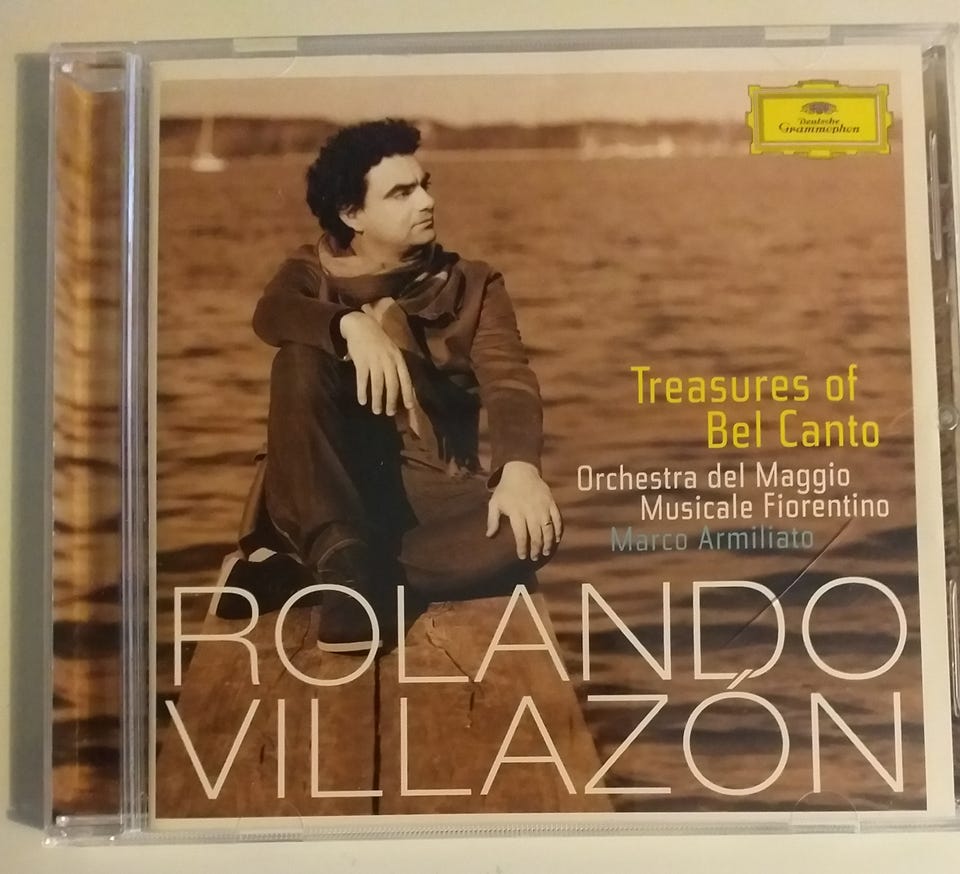 Deutsche
Grammophon
Treasures of
Bel Canto
Orchestra del Maggio
Musicale Fiorentino
Marco Armiliato
ROLANDO
VILLAZÓN